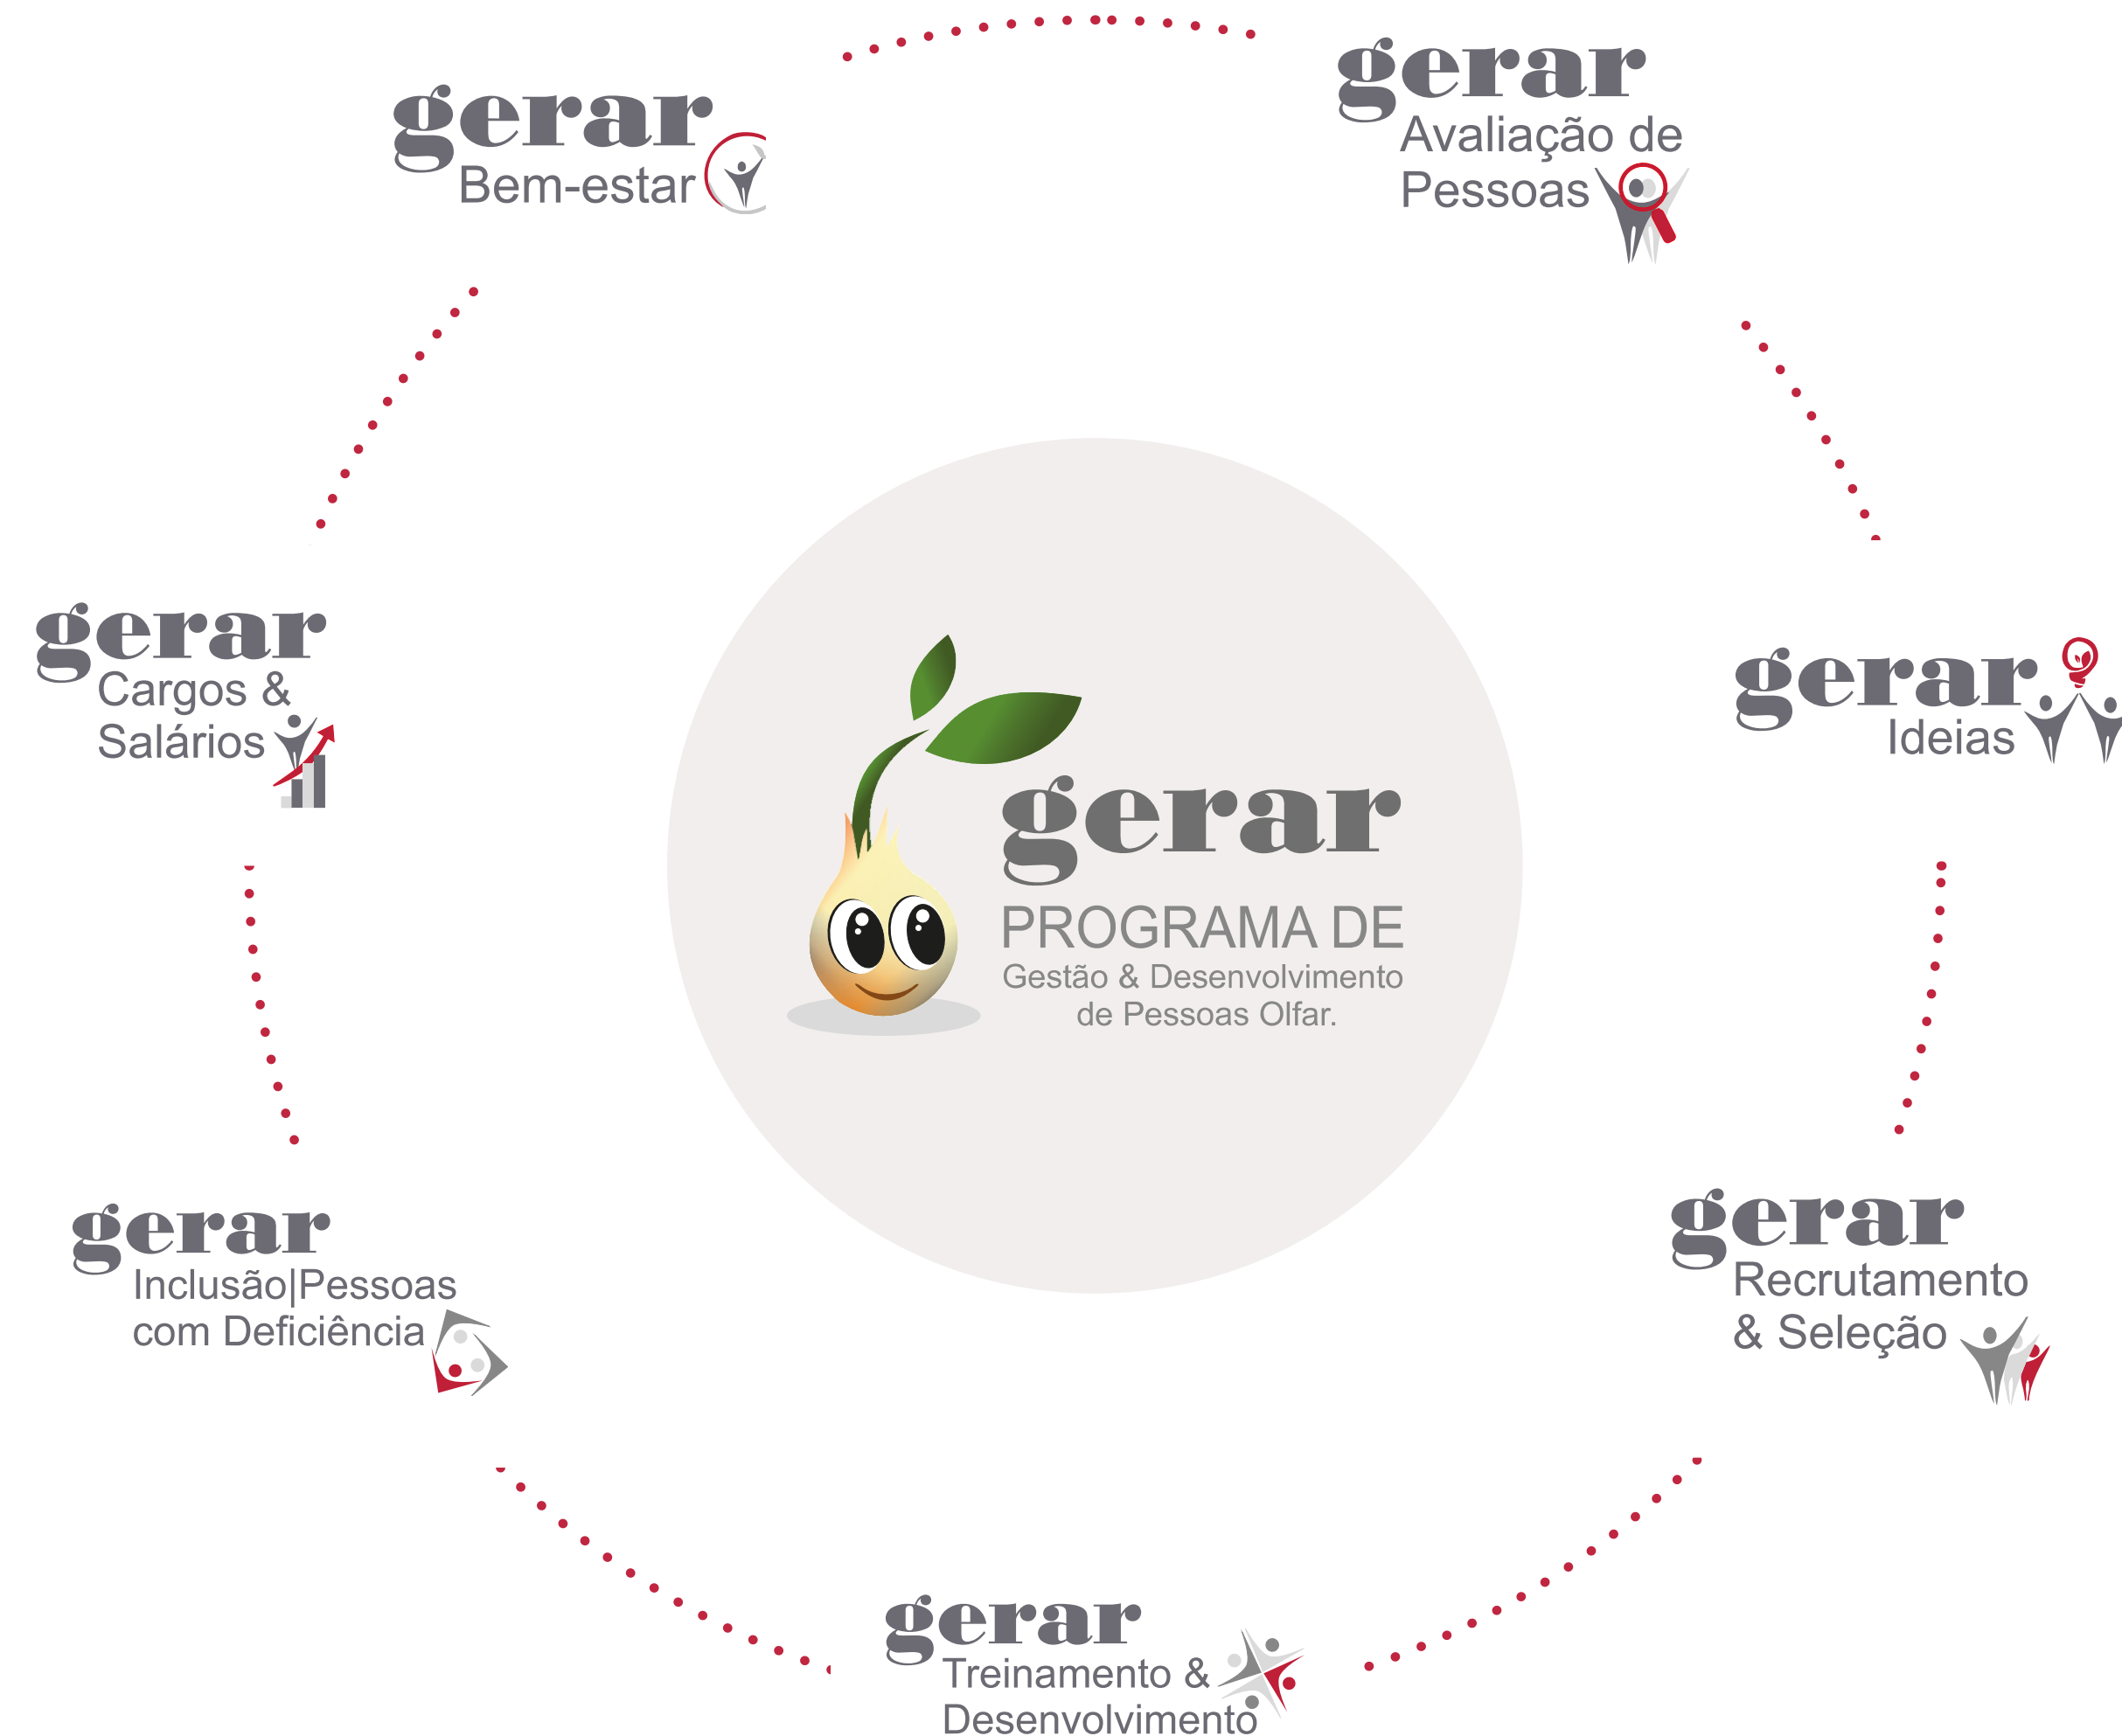 gerar
Bem-estar
gerar
Avaliação de
Pessoas
gerar
Cargos &
Salários
gerar
Ideias
gerar
PROGRAMA DE
Gestão & Desenvolvimento
de Pessoas Olfar.
gerar
Inclusão|Pessoas
com Deficiência
gerar
Recrutamento
& Seleção
gerar
Treinamento &
Desenvolvimento